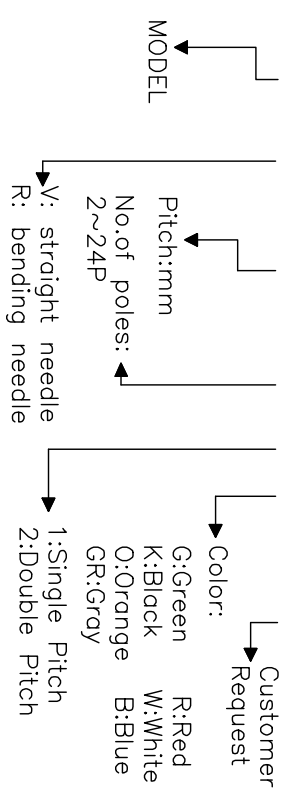 MODEL
V: straight needle
R: bending needle
Pitch:mm
No.of poles:
2~24P
1:Single Pitch
2:Double Pitch
Color:
G:Green R:Red
K:Black W:White
O:Orange B:Blue
GR:Gray
Customer
Request